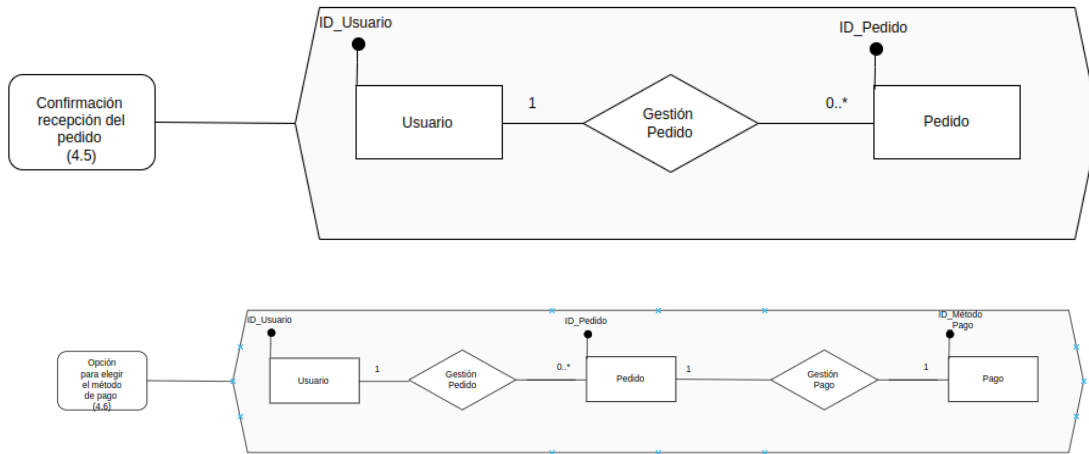 ID_Usuario
ID_Pedido
Confirmación
recepción del
pedido
(4.5)
Usuario
1
Gestión
Pedido
0..*
Pedido
ID_Usuario
ID_Pedido
ID_Método
Pago
Opción
para elegir
el método
de pago
(4.6)
Usuario
1
Gestión
Pedido
0..*
Pedido
1
Gestión
Pago
1
Pago